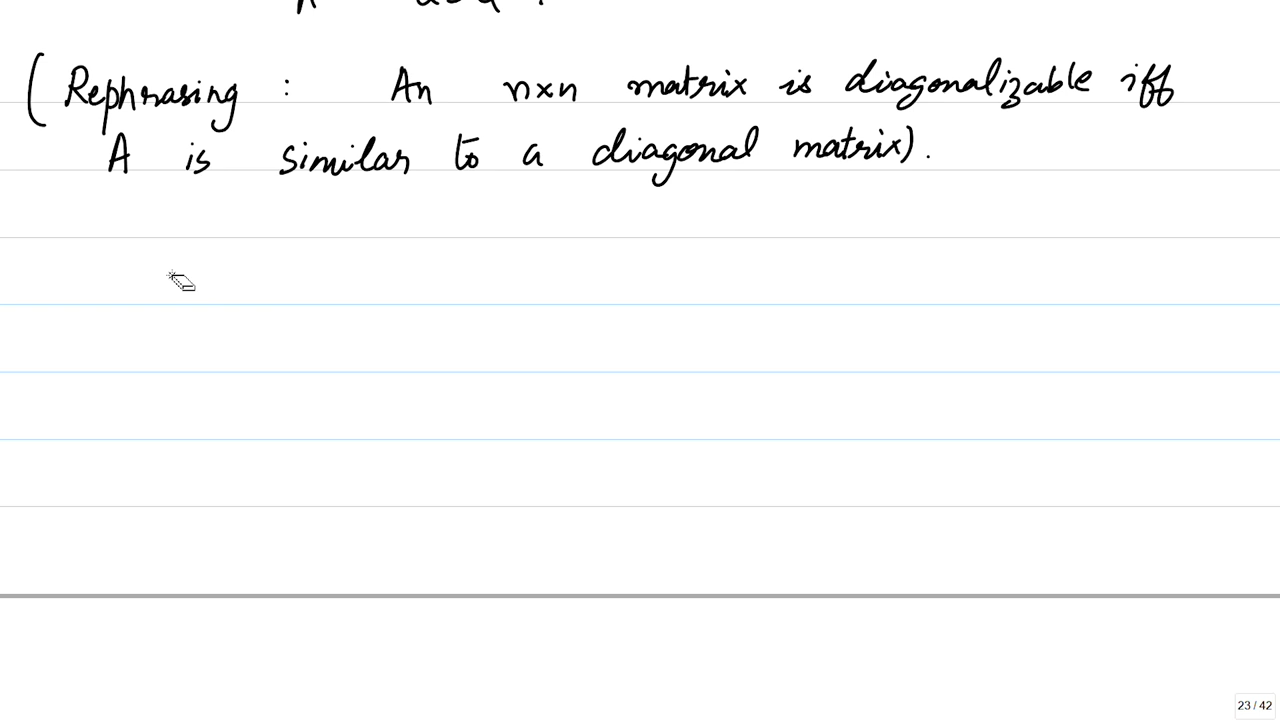 (Rephrasing : An n×n matrix is diagonalizable iff
A is similar to a diagonal matrix).
23 / 42